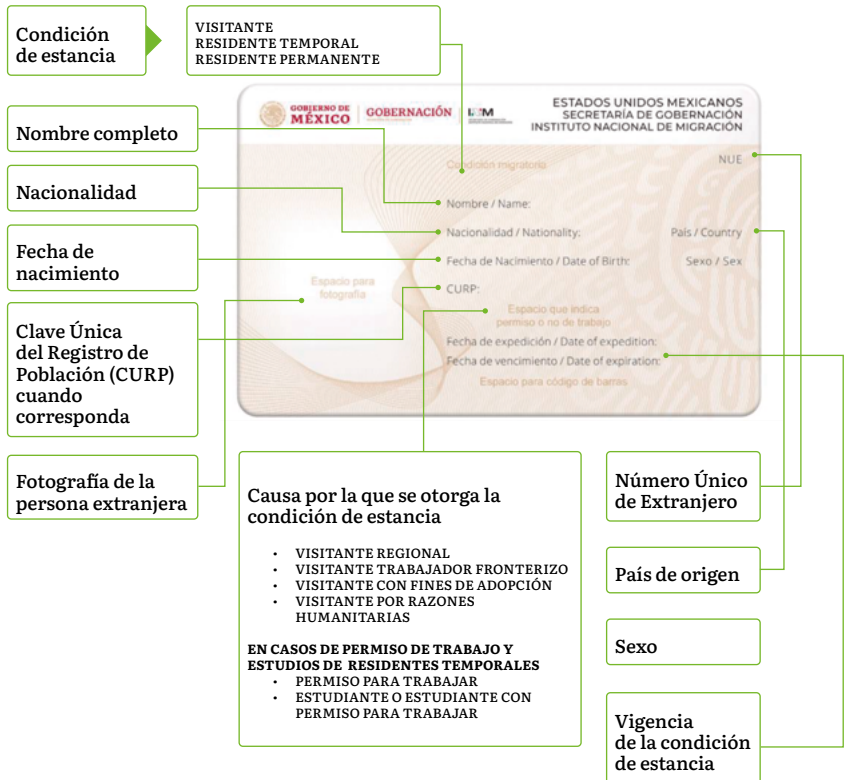 Condición
de estancia
VISITANTE
RESIDENTE TEMPORAL
RESIDENTE PERMANENTE
Nombre completo
Nacionalidad
Fecha de
nacimiento
Clave Única
del Registro de
Población (CURP)
cuando
corresponda
Fotografía de la
persona extranjera
GOBIERNO DE
MÉXICO
GOBERNACIÓN
ESTADOS UNIDOS MEXICANOS
SECRETARÍA DE GOBERNACIÓN
INSTITUTO NACIONAL DE MIGRACIÓN
Condición migratoria
NUE
Nombre / Name:
Nacionalidad / Nationality:
País / Country
Fecha de Nacimiento / Date of Birth:
Sexo / Sex
Espacio para
fotografía
CURP:
Espacio que indica
permiso o no de trabajo
Fecha de expedición / Date of expedition:
Fecha de vencimiento / Date of expiration:
Espacio para código de barras
Causa por la que se otorga la
condición de estancia
• VISITANTE REGIONAL
• VISITANTE TRABAJADOR FRONTERIZO
• VISITANTE CON FINES DE ADOPCIÓN
• VISITANTE POR RAZONES
HUMANITARIAS
EN CASOS DE PERMISO DE TRABAJO Y
ESTUDIOS DE RESIDENTES TEMPORALES
• PERMISO PARA TRABAJAR
• ESTUDIANTE O ESTUDIANTE CON
PERMISO PARA TRABAJAR
Número Único
de Extranjero
País de origen
Sexo
Vigencia
de la condición
de estancia